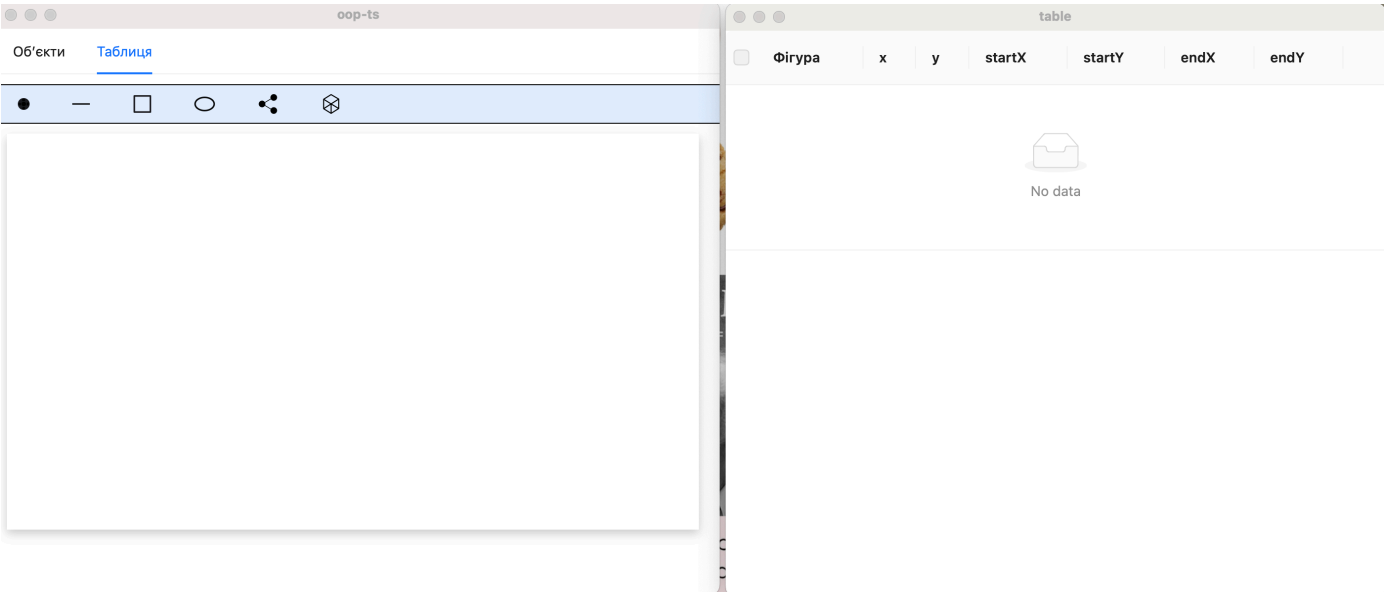 oop-ts
Об'єкти Таблиця
table
Фігура x y startX startY endX endY
No data